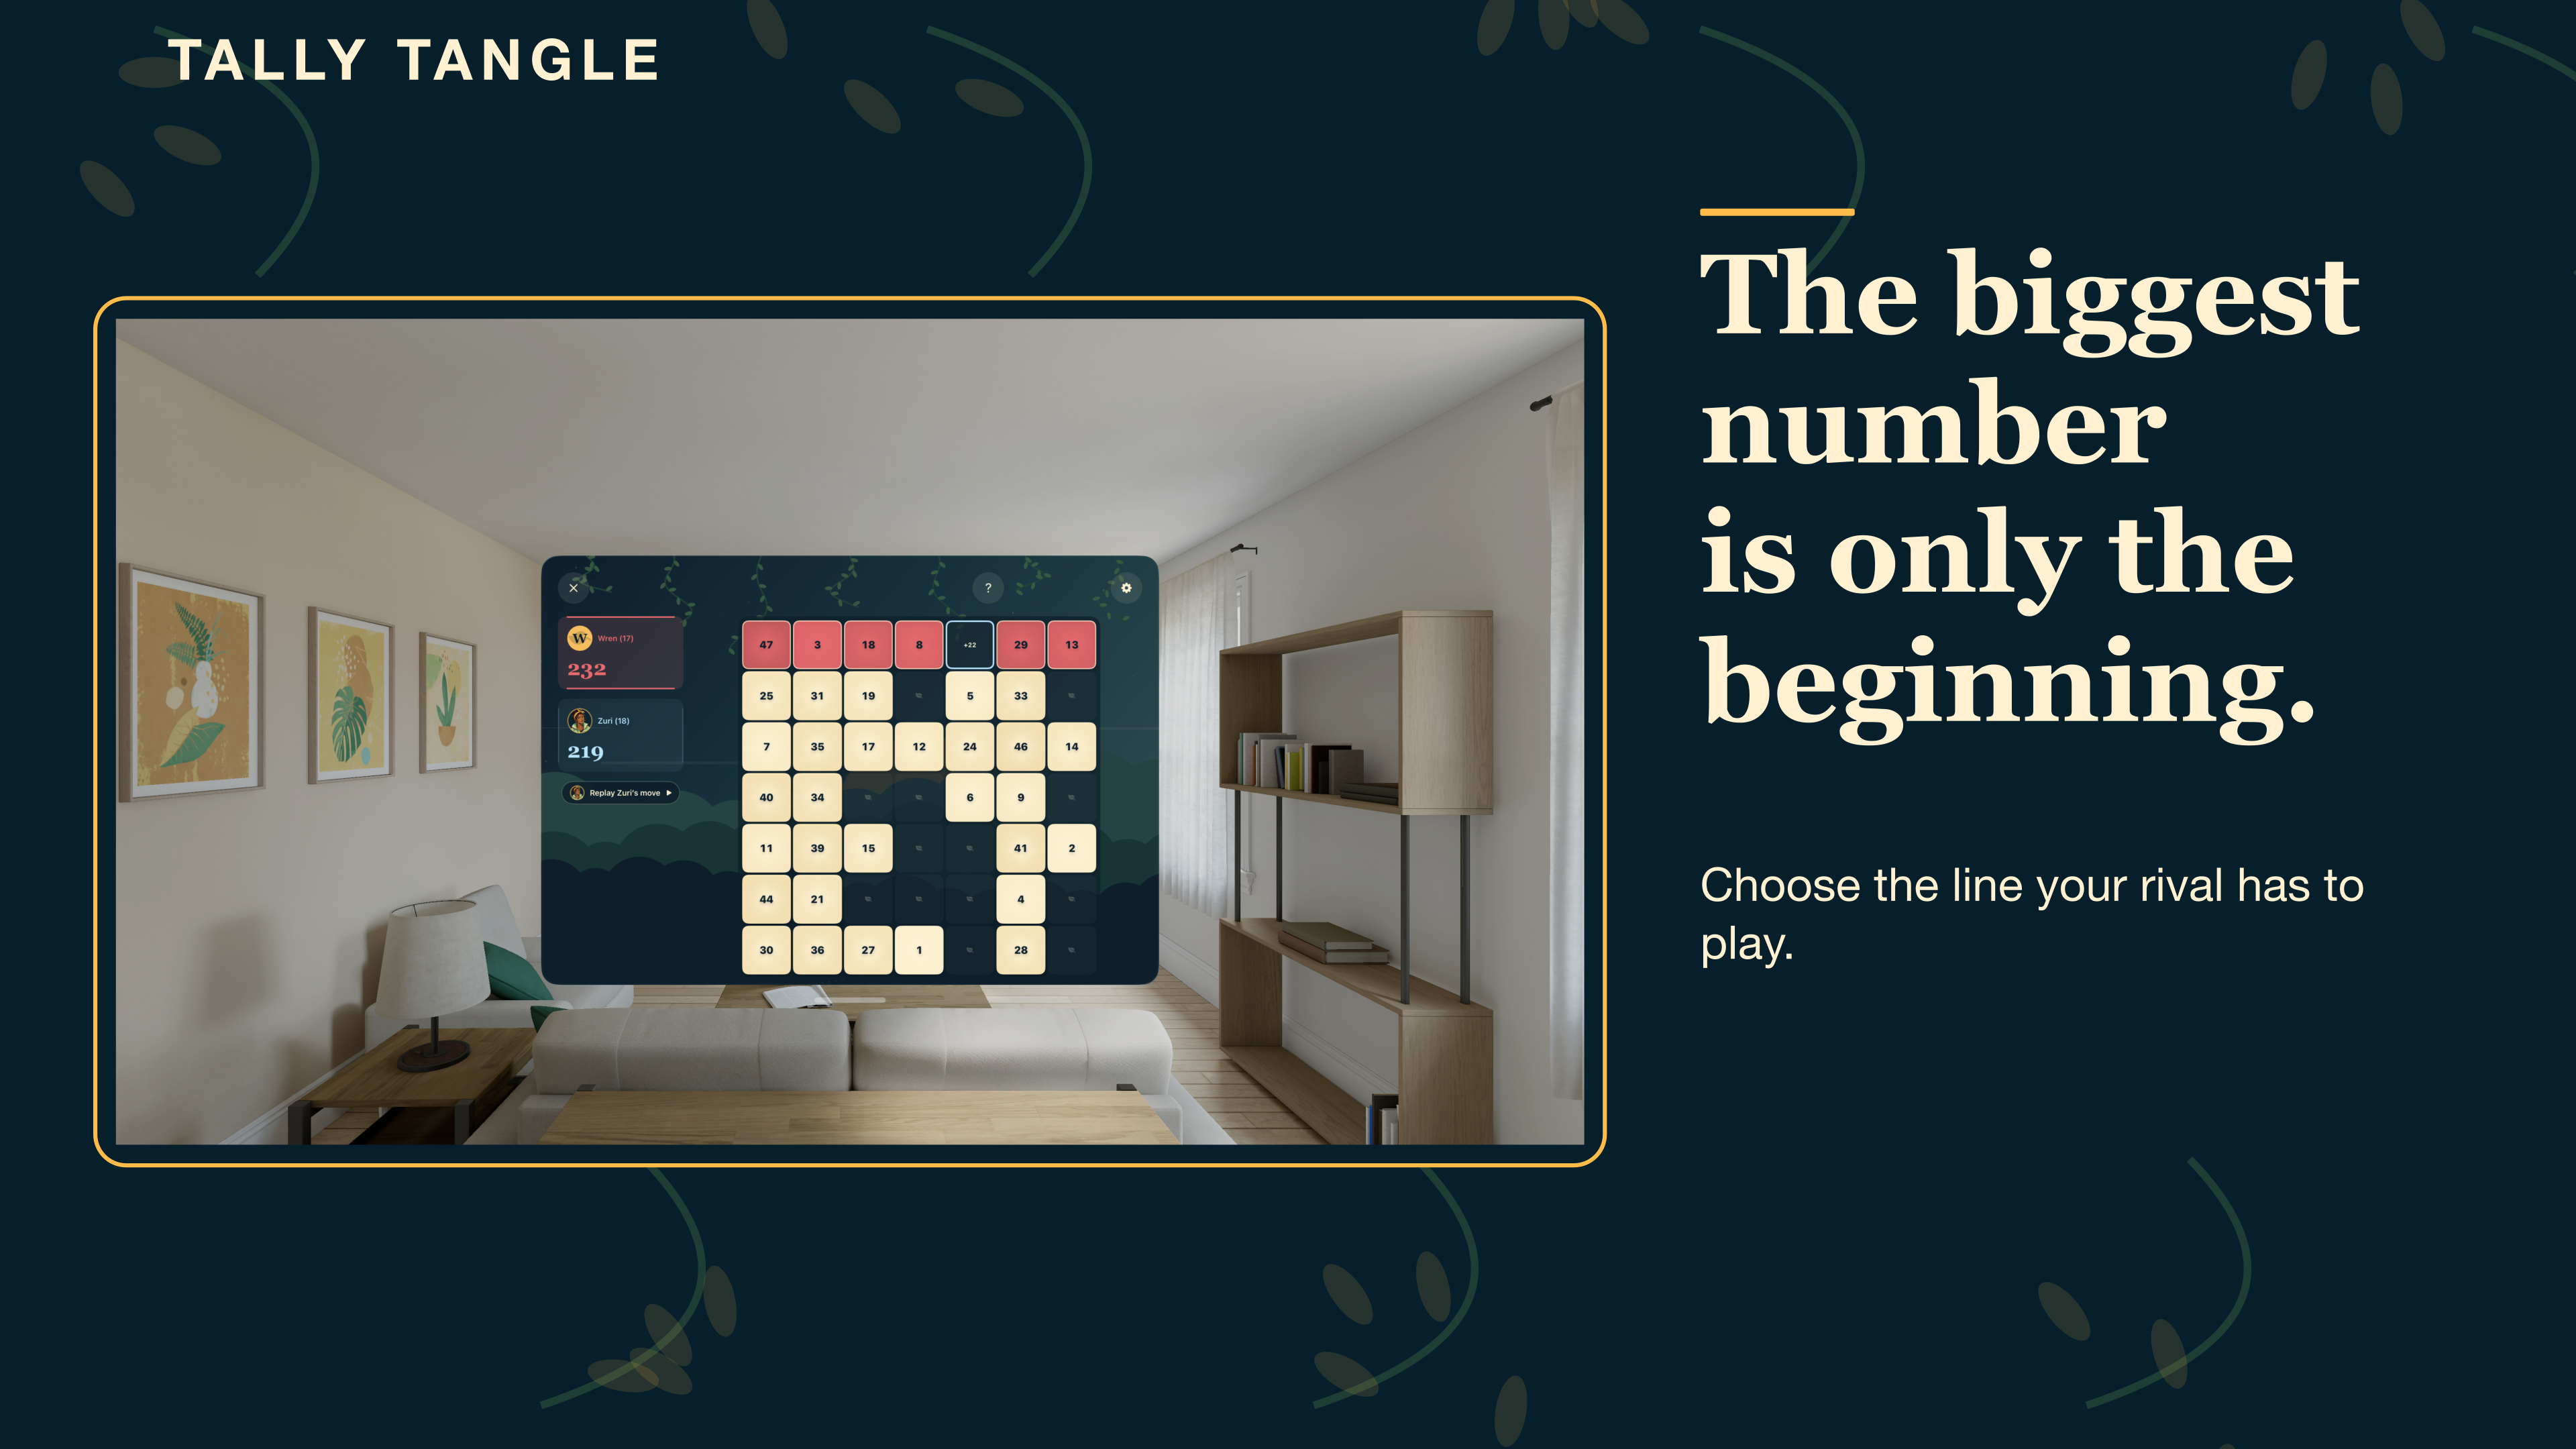 TALLY TANGLE
The biggest
number
is only the
beginning.
Choose the line your rival has to
play.
W Wren (17)
232
Zuri (18)
219
Replay Zuri's move
?
47 3 18 8 +22 29 13
25 31 19 5 33
7 35 17 12 24 46 14
40 34 6 9
11 39 15 41 2
44 21 4
30 36 27 1 28